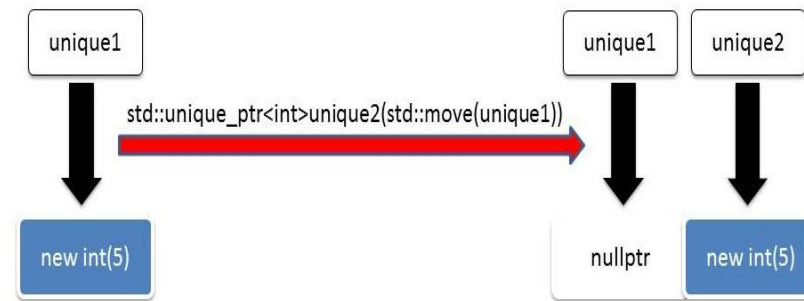 unique1
unique1
unique2
std::unique_ptr<int>unique2(std::move(unique1))
new int(5)
nullptr
new int(5)